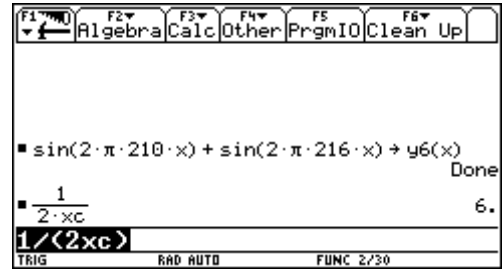 F1 F2 Algebra F3 Calc F4 Other F5 PrgmIO F6 Clean Up
sin(2·π·210·x) + sin(2·π·216·x) → y6(x)
Done
1
2·xc
6.
1/(2xc)
TRIG RAD AUTO FUNC 2/30